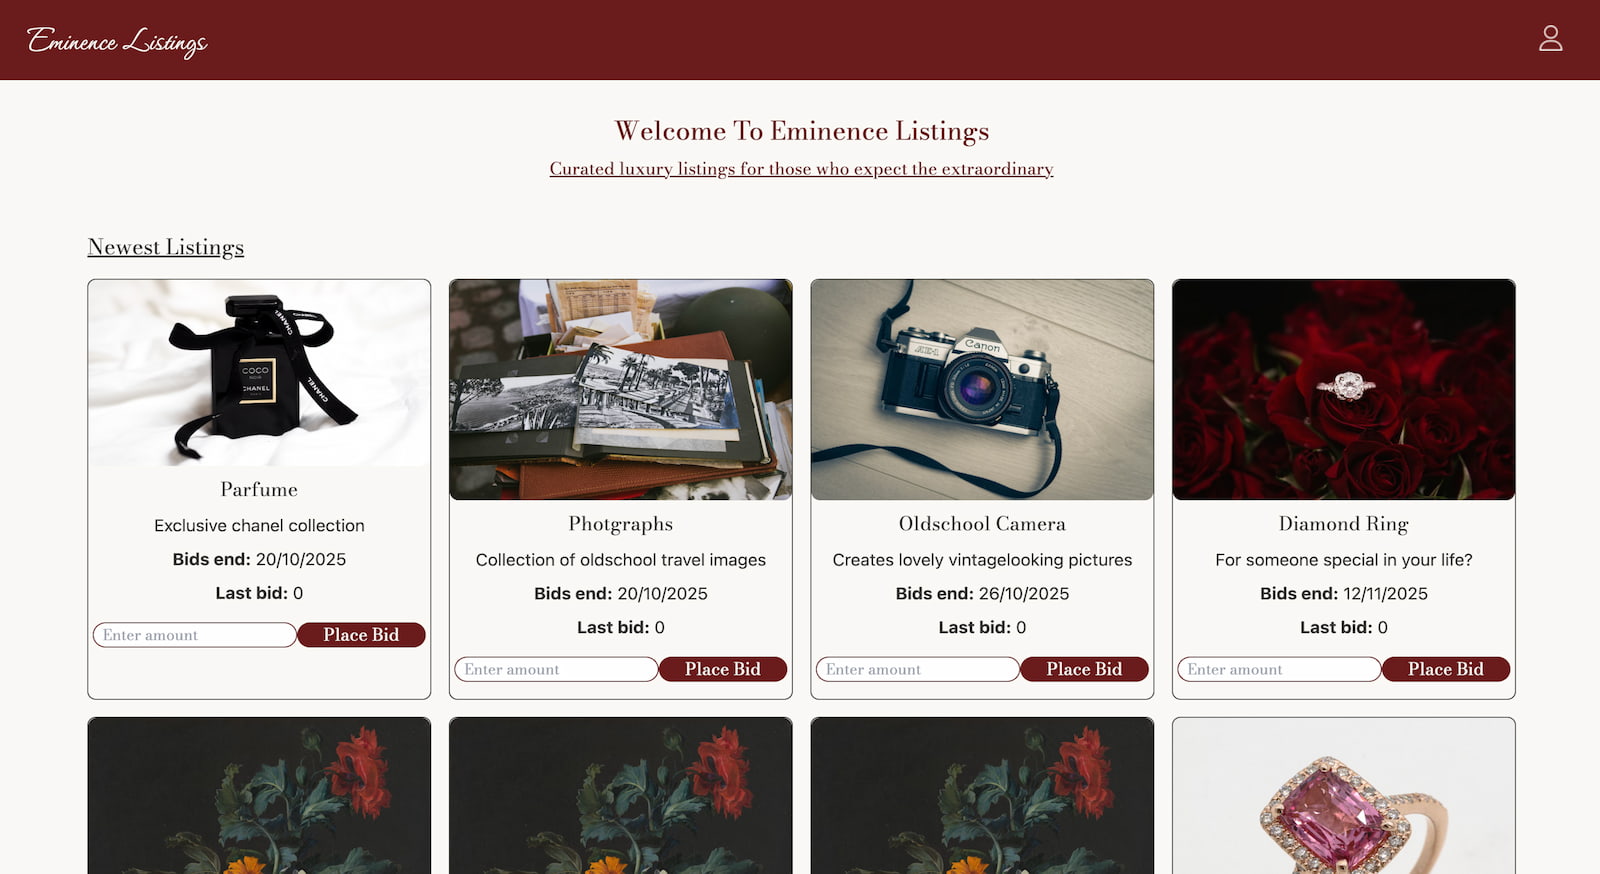 Eminence Listings
Welcome To Eminence Listings
Curated luxury listings for those who expect the extraordinary
Newest Listings
CHANEL
CHANEL
COCO
NOIR
CHANEL
Parfume
Exclusive chanel collection
Bids end: 20/10/2025
Last bid: 0
Enter amount
Place Bid
Photgraphs
Collection of oldschool travel images
Bids end: 20/10/2025
Last bid: 0
Enter amount
Place Bid
Canon
AE-1
Oldschool Camera
Creates lovely vintagelooking pictures
Bids end: 26/10/2025
Last bid: 0
Enter amount
Place Bid
Diamond Ring
For someone special in your life?
Bids end: 12/11/2025
Last bid: 0
Enter amount
Place Bid